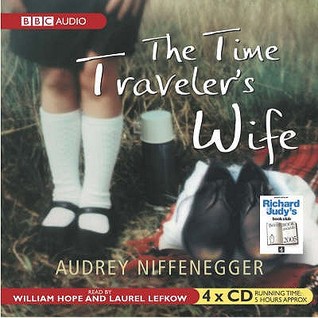 BBC AUDIO
The Time
Traveler's
Wife
Richard
Judy's
book club
2005
AUDREY NIFFENEGGER
READ BY
WILLIAM HOPE AND LAUREL LEFKOW
4 x CD
RUNNING TIME:
5 HOURS APPROX